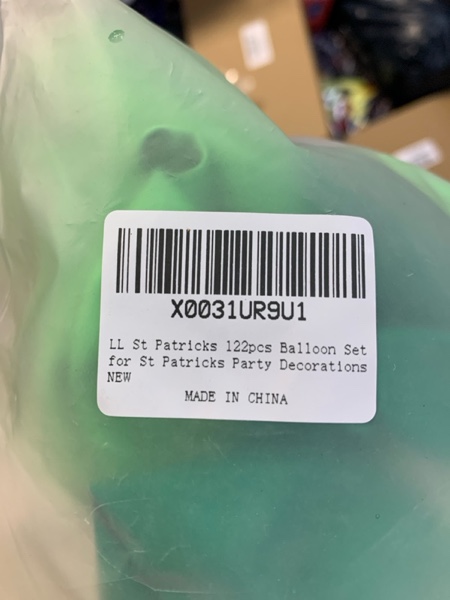 X0031UR9U1
LL St Patricks 122pcs Balloon Set
for St Patricks Party Decorations
NEW
MADE IN CHINA